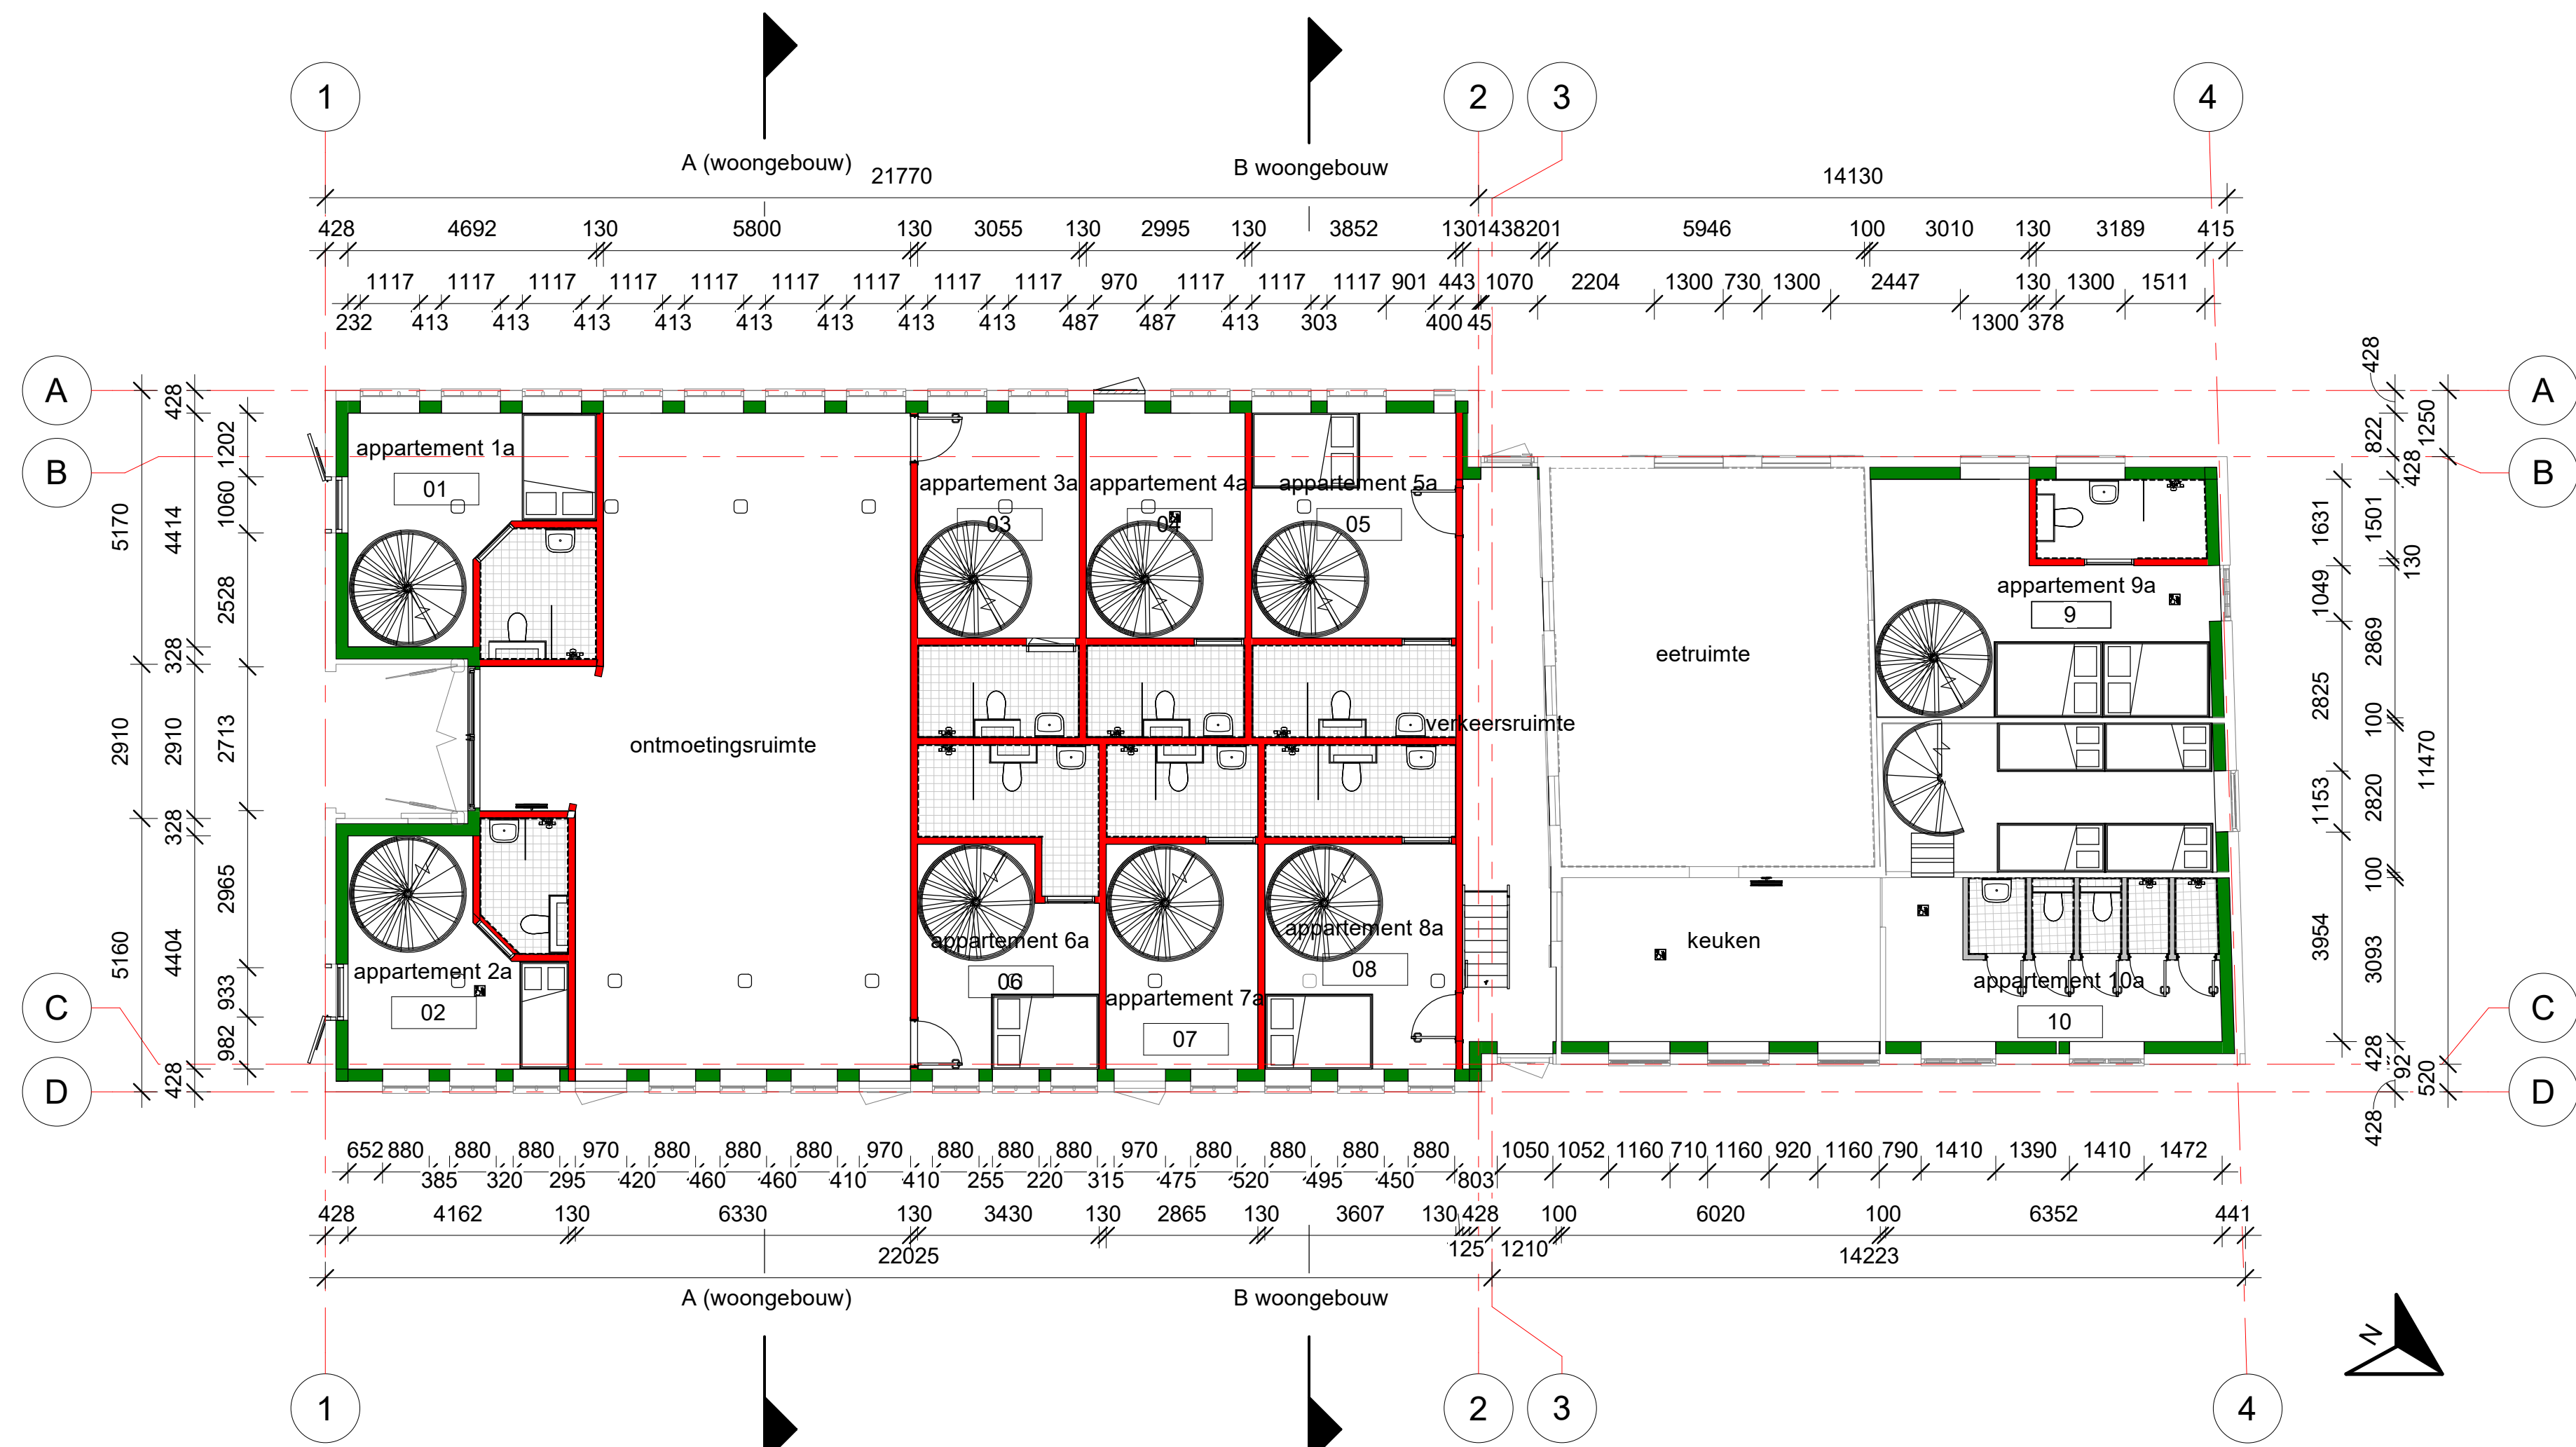 1
2
3
4
A (woongebouw)
B woongebouw
21770
14130
428 4692 130 5800 130 3055 130 2995 130 3852 130 1438 201 5946 100 3010 130 3189 415
1117 1117 1117 1117 1117 1117 1117 1117 1117 970 1117 1117 1117 901 443 1070 2204 1300 730 1300 2447 130 1300 1511
232 413 413 413 413 413 413 413 413 487 487 413 303 400 45 1300 378
A
B
C
D
5170
2910
5160
428
4414
328
2910
328
4404
428
1202
1060
2528
2713
2965
933
982
appartement 1a
01
appartement 3a
03
appartement 4a
04
appartement 5a
05
appartement 9a
9
eetruimte
verkeersruimte
ontmoetingsruimte
keuken
appartement 2a
02
appartement 6a
06
appartement 7a
07
appartement 8a
08
appartement 10a
10
1631
1049
2825
1153
3954
428
822
428
1501
130
2869
100
2820
100
3093
428
92
428
1250
11470
520
A
B
C
D
652 880 880 880 970 880 880 880 970 880 880 880 970 880 880 880 880 1050 1052 1160 710 1160 920 1160 790 1410 1390 1410 1472
385 320 295 420 460 460 410 410 255 220 315 475 520 495 450 803
428 4162 130 6330 130 3430 130 2865 130 3607 130 428 100 6020 100 6352 441
125 1210
22025
14223
A (woongebouw)
B woongebouw
N
1
2
3
4